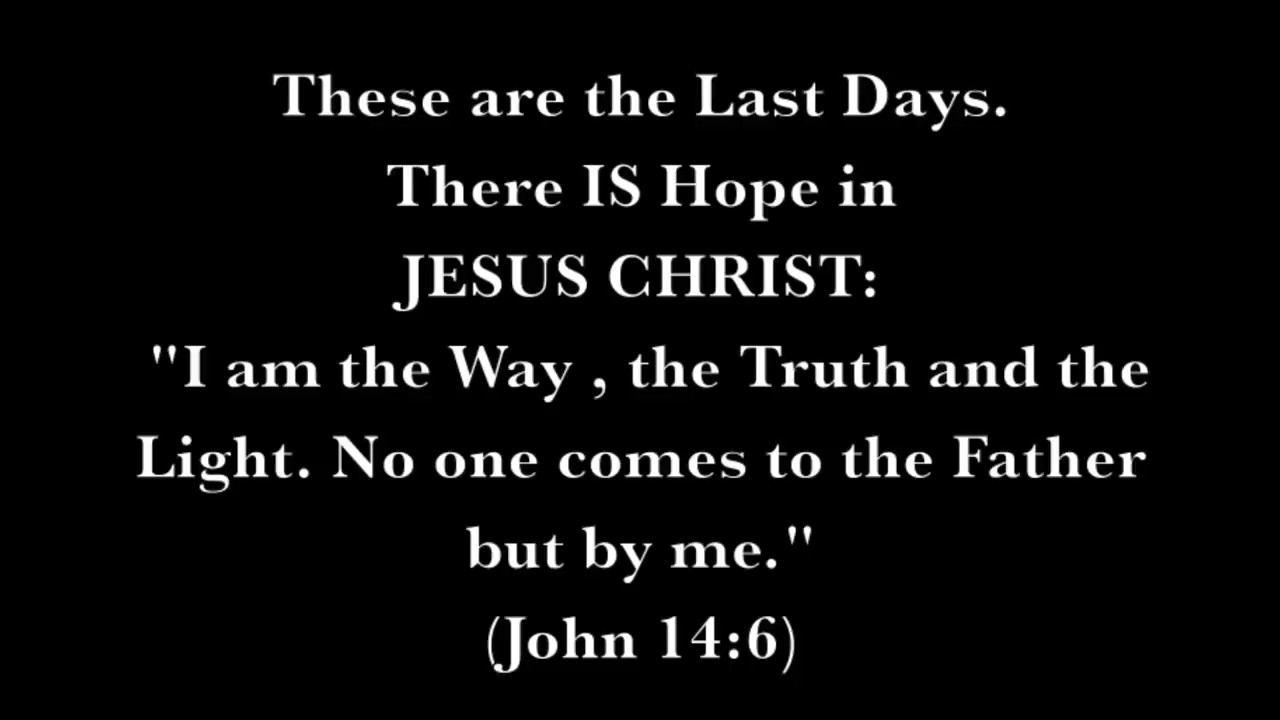 These are the Last Days.
There IS Hope in
JESUS CHRIST:
"I am the Way , the Truth and the
Light. No one comes to the Father
but by me."
(John 14:6)